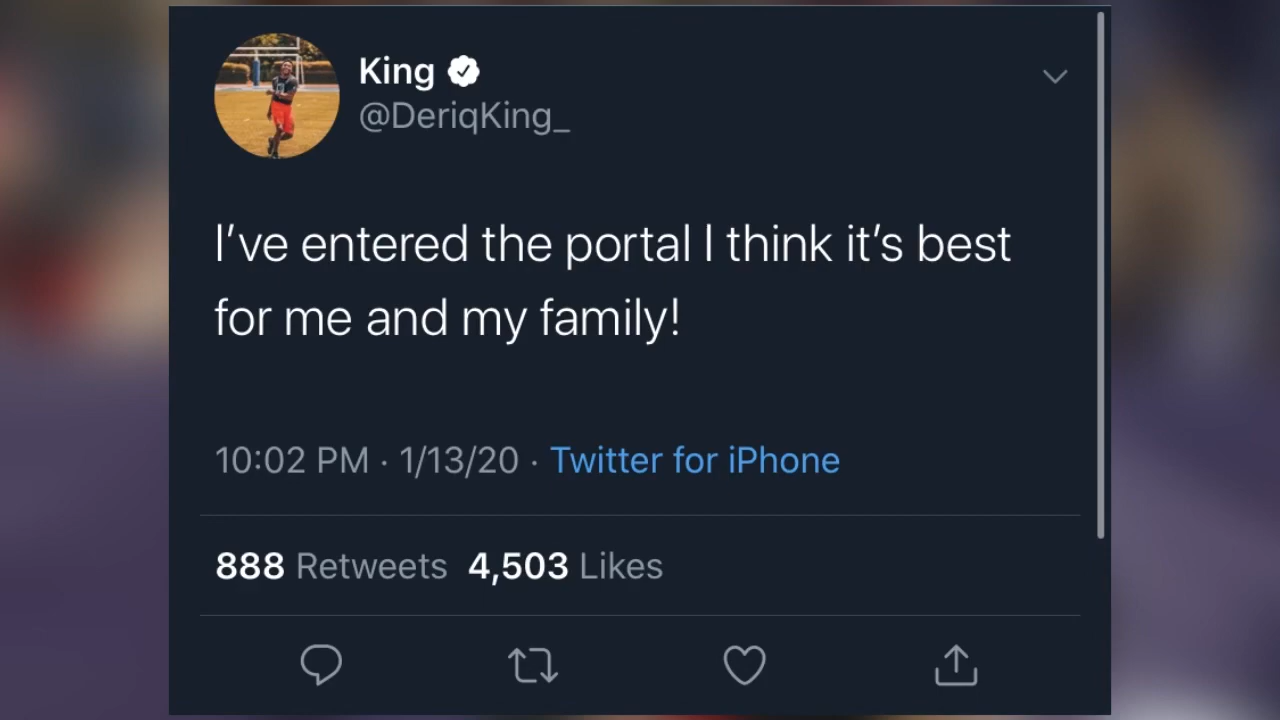 King
@DeriqKing_
I’ve entered the portal I think it’s best
for me and my family!
10:02 PM · 1/13/20 · Twitter for iPhone
888 Retweets 4,503 Likes